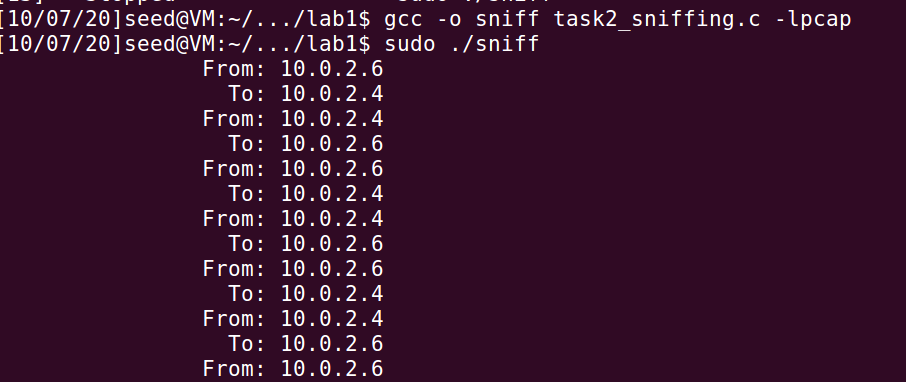 [10/07/20]seed@VM:~/.../lab1$ gcc -o sniff task2_sniffing.c -lpcap
[10/07/20]seed@VM:~/.../lab1$ sudo ./sniff
From: 10.0.2.6
To: 10.0.2.4
From: 10.0.2.4
To: 10.0.2.6
From: 10.0.2.6
To: 10.0.2.4
From: 10.0.2.4
To: 10.0.2.6
From: 10.0.2.6
To: 10.0.2.4
From: 10.0.2.4
To: 10.0.2.6
From: 10.0.2.6